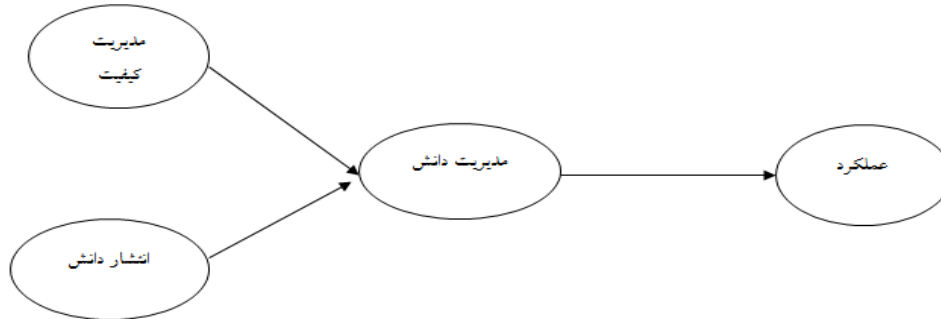 مدیریت
کیفیت
مدیریت دانش
عملکرد
انتشار دانش